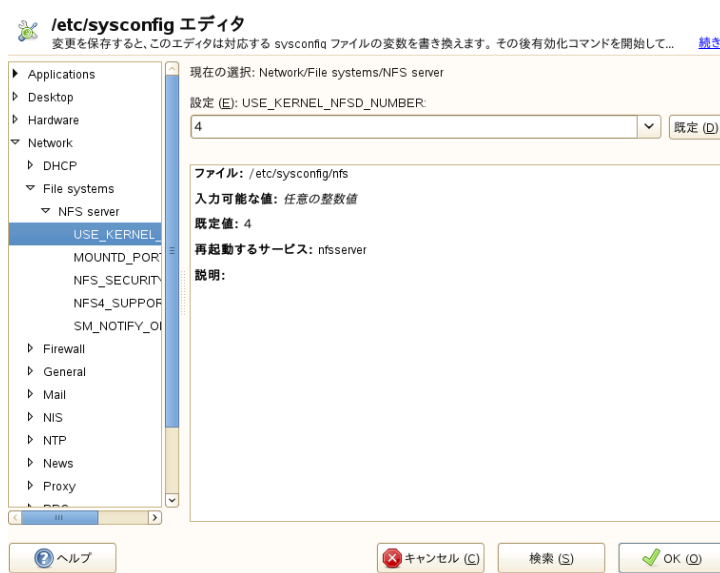 /etc/sysconfig エディタ
変更を保存すると、このエディタは対応する sysconfig ファイルの変数を書き換えます。その後有効化コマンドを開始して...
続き
Applications
Desktop
Hardware
Network
DHCP
File systems
NFS server
USE_KERNEL_
MOUNTD_POR
NFS_SECURIT
NFS4_SUPPOR
SM_NOTIFY_O
Firewall
General
Mail
NIS
NTP
News
Proxy
現在の選択: Network/File systems/NFS server
設定 (E): USE_KERNEL_NFSD_NUMBER:
4
既定 (D)
ファイル: /etc/sysconfig/nfs
入力可能な値: 任意の整数値
既定値: 4
再起動するサービス: nfsserver
説明:
ヘルプ
キャンセル (C)
検索 (S)
OK (O)